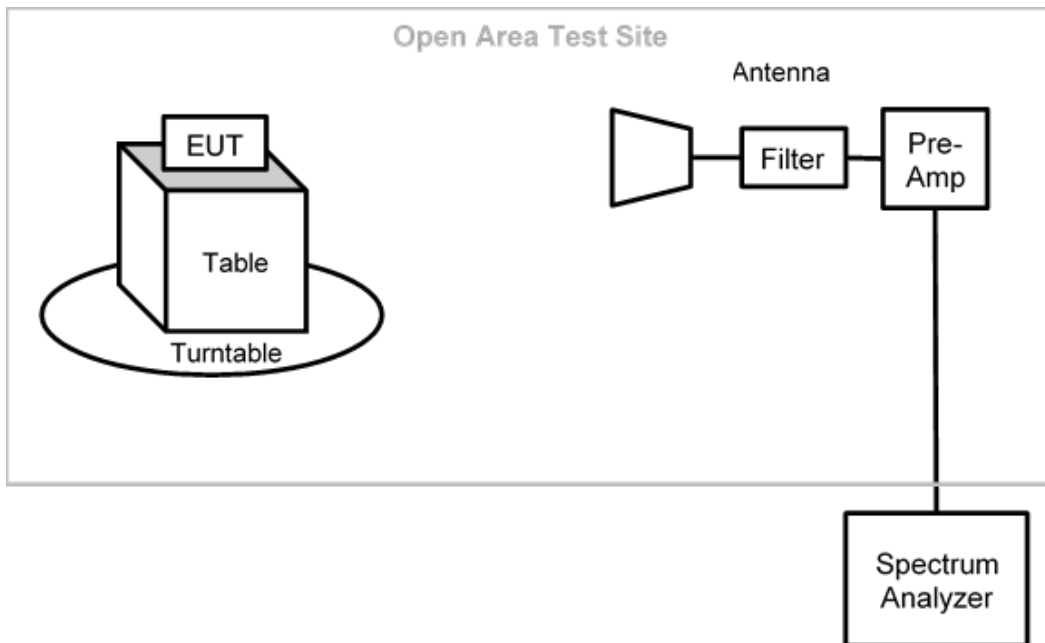 Open Area Test Site
Antenna
EUT
Filter
Pre-
Amp
Table
Turntable
Spectrum
Analyzer